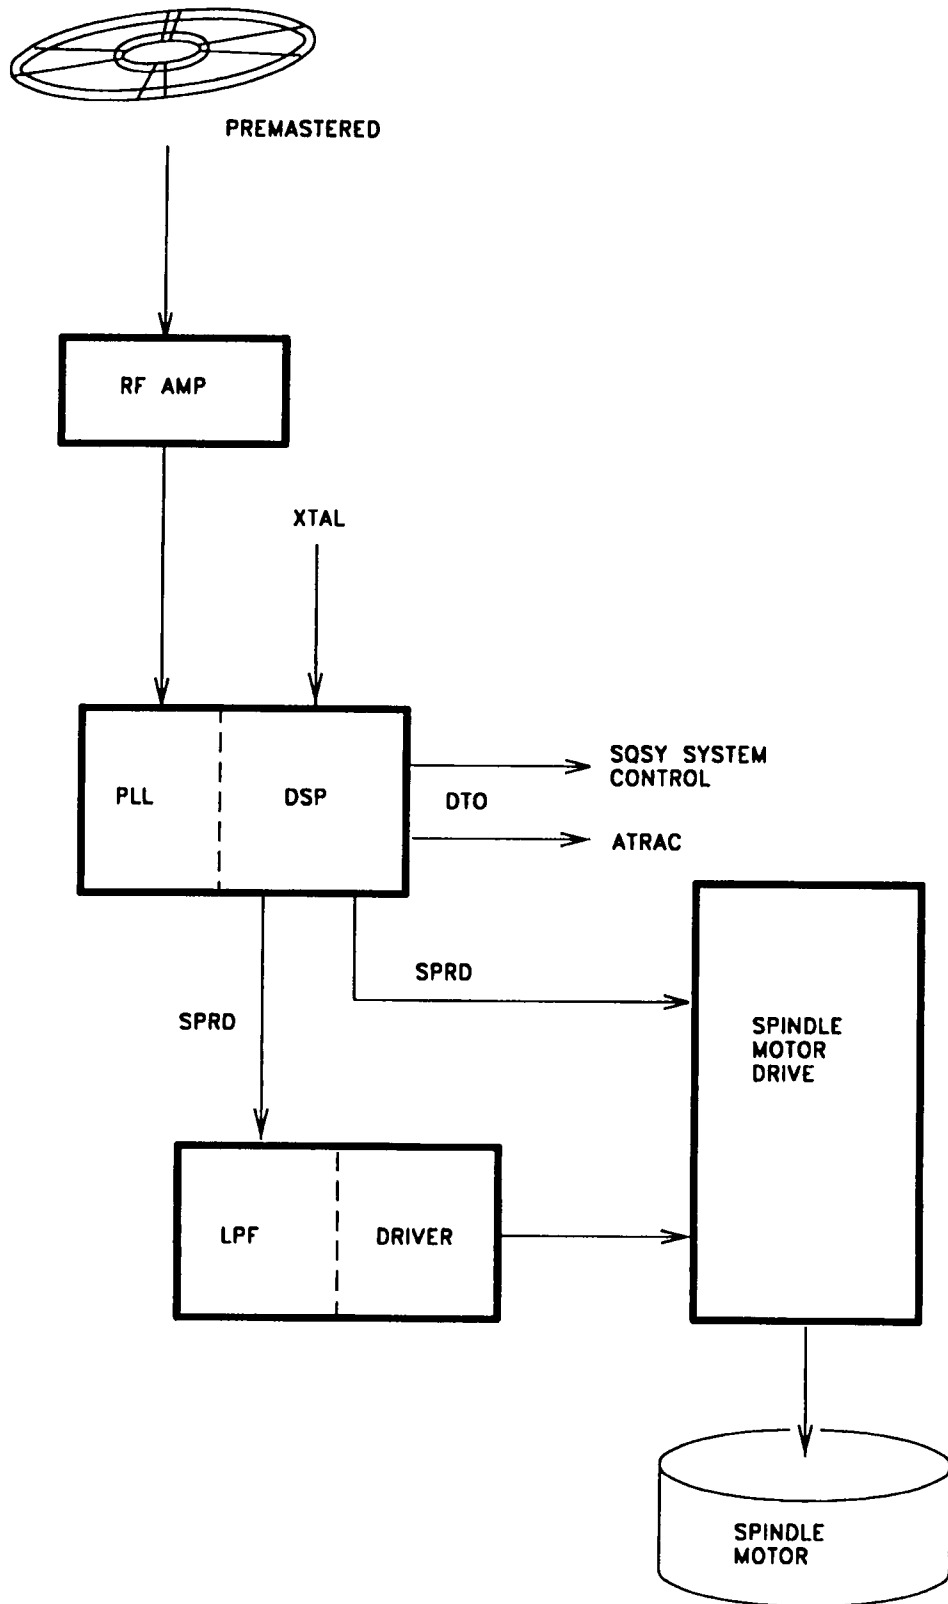 PREMASTERED
RF AMP
XTAL
PLL
DSP
DTO
SQSY SYSTEM
CONTROL
ATRAC
SPRD
SPRD
SPINDLE
MOTOR
DRIVE
LPF
DRIVER
SPINDLE
MOTOR